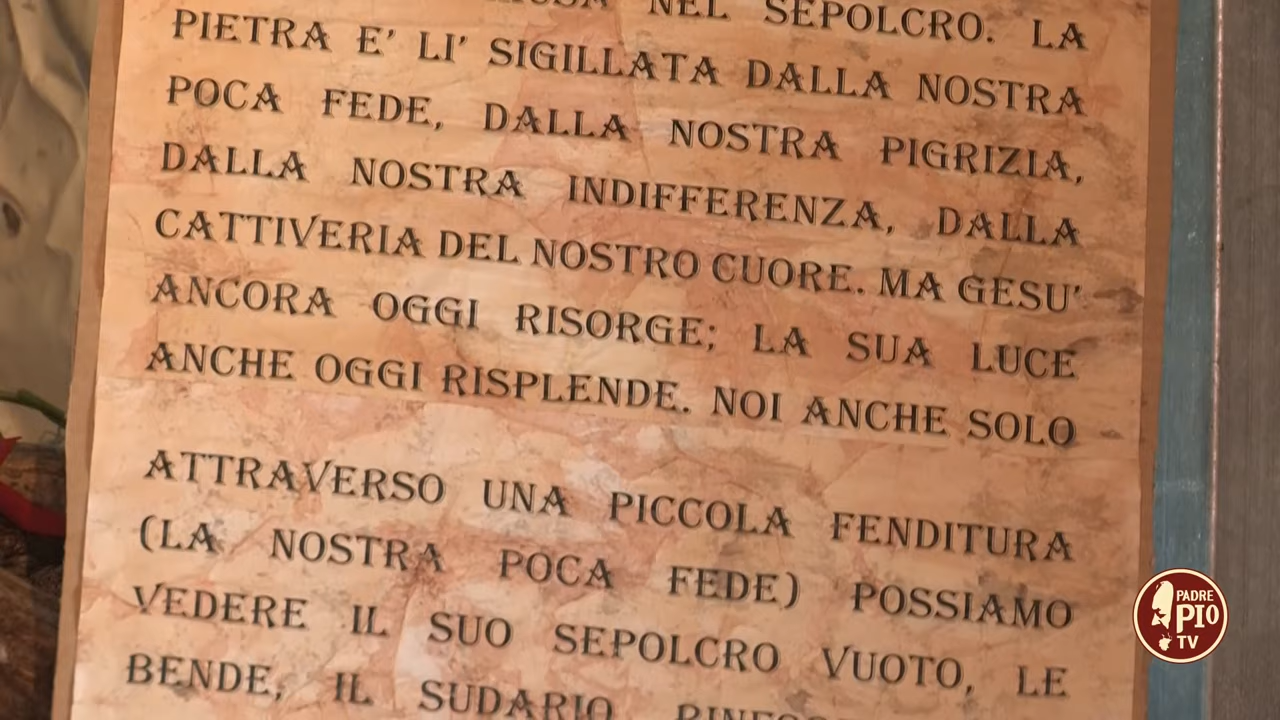 NEL SEPOLCRO. LA
PIETRA E' LI' SIGILLATA DALLA NOSTRA
POCA FEDE, DALLA NOSTRA PIGRIZIA,
DALLA NOSTRA INDIFFERENZA, DALLA
CATTIVERIA DEL NOSTRO CUORE. MA GESU'
ANCORA OGGI RISORGE; LA SUA LUCE
ANCHE OGGI RISPLENDE. NOI ANCHE SOLO
ATTRAVERSO UNA PICCOLA FENDITURA
(LA NOSTRA POCA FEDE) POSSIAMO
VEDERE IL SUO SEPOLCRO VUOTO, LE
BENDE, IL SUDARIO
PADRE
PIO
TV